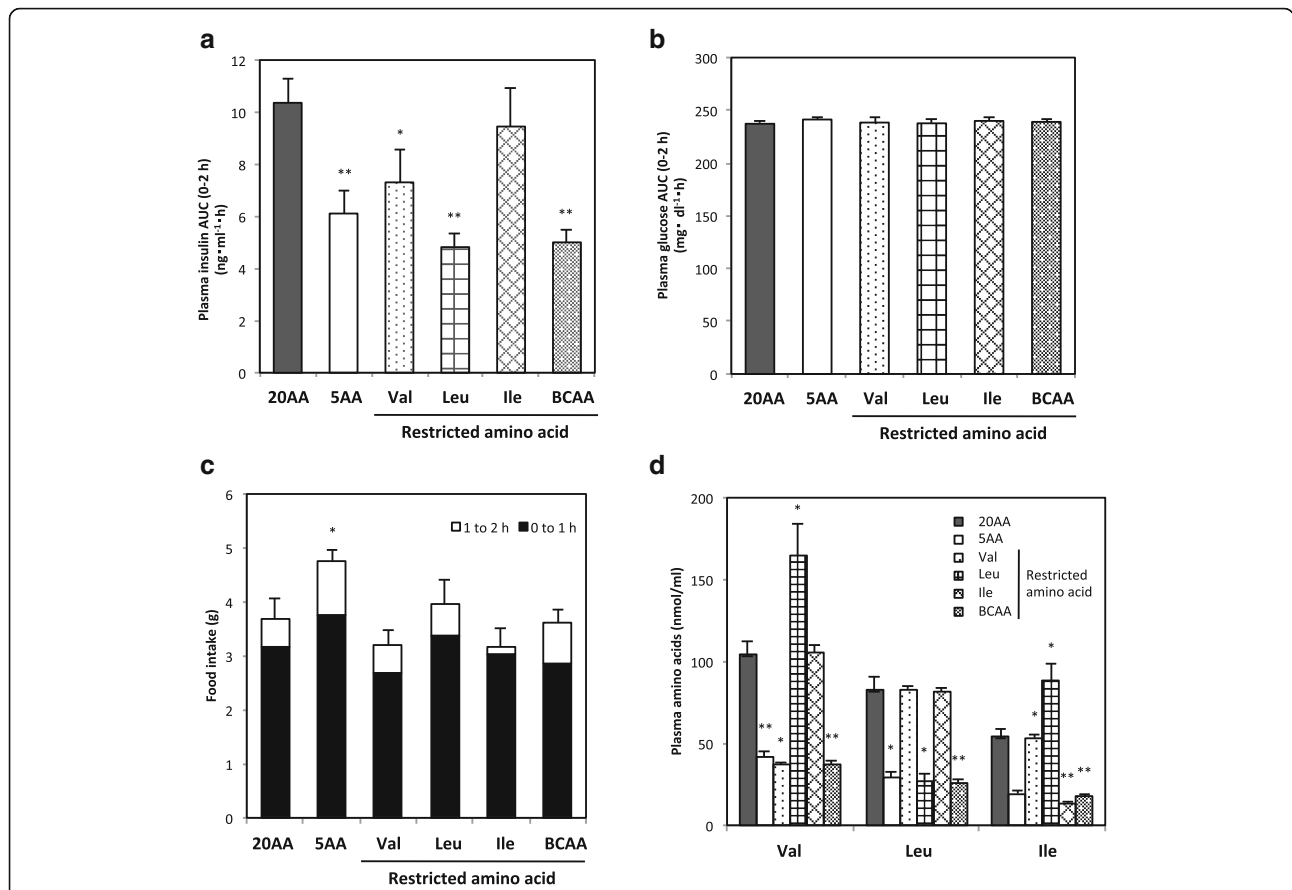 a
Plasma insulin AUC (0-2 h)
(ng▪ml⁻¹▪h)
12
10
8
6
4
2
0
**
*
**
**
20AA 5AA Val Leu Ile BCAA
Restricted amino acid
b
Plasma glucose AUC (0-2 h)
(mg▪ dl⁻¹▪h)
300
250
200
150
100
50
0
20AA 5AA Val Leu Ile BCAA
Restricted amino acid
c
Food intake (g)
6
5
4
3
2
1
0
1 to 2 h 0 to 1 h
*
20AA 5AA Val Leu Ile BCAA
Restricted amino acid
d
Plasma amino acids (nmol/ml)
200
150
100
50
0
20AA
5AA
Val
Leu
Ile
BCAA
Restricted
amino acid
** * * **
* * **
* * ** **
Val Leu Ile